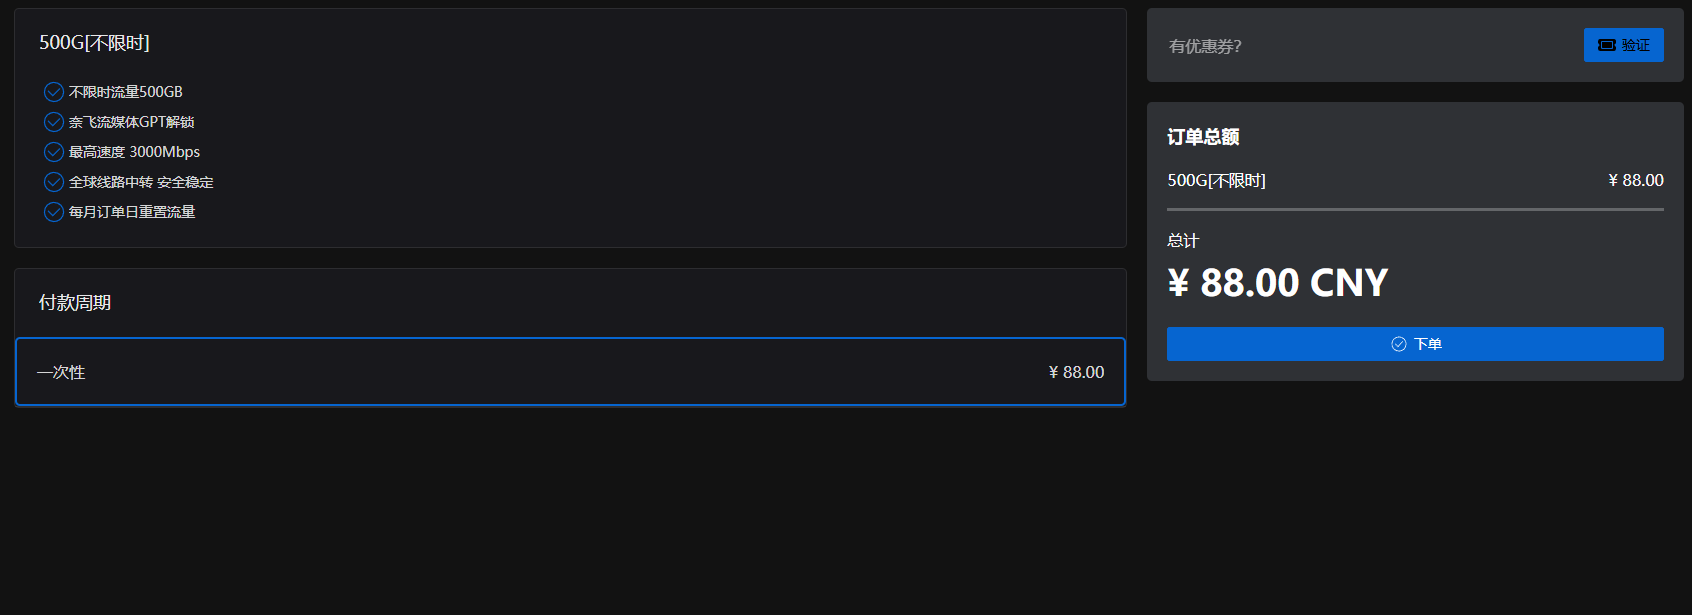 500G[不限时]
不限时流量500GB
奈飞流媒体GPT解锁
最高速度 3000Mbps
全球线路中转 安全稳定
每月订单日重置流量
付款周期
一次性 ¥ 88.00
有优惠券?
验证
订单总额
500G[不限时] ¥ 88.00
总计
¥ 88.00 CNY
下单